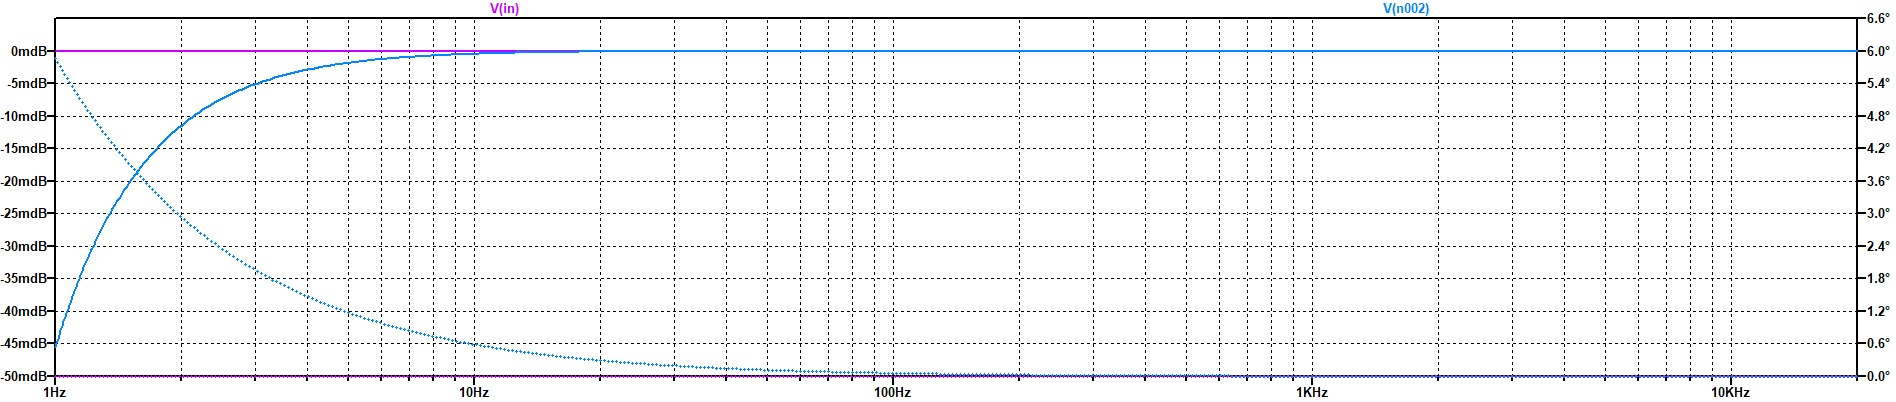 V(in) V(n002)
0mdB 6.6°
-5mdB 6.0°
-10mdB 5.4°
-15mdB 4.8°
-20mdB 4.2°
-25mdB 3.6°
-30mdB 3.0°
-35mdB 2.4°
-40mdB 1.8°
-45mdB 1.2°
-50mdB 0.6°
0.0°
1Hz 10Hz 100Hz 1KHz 10KHz